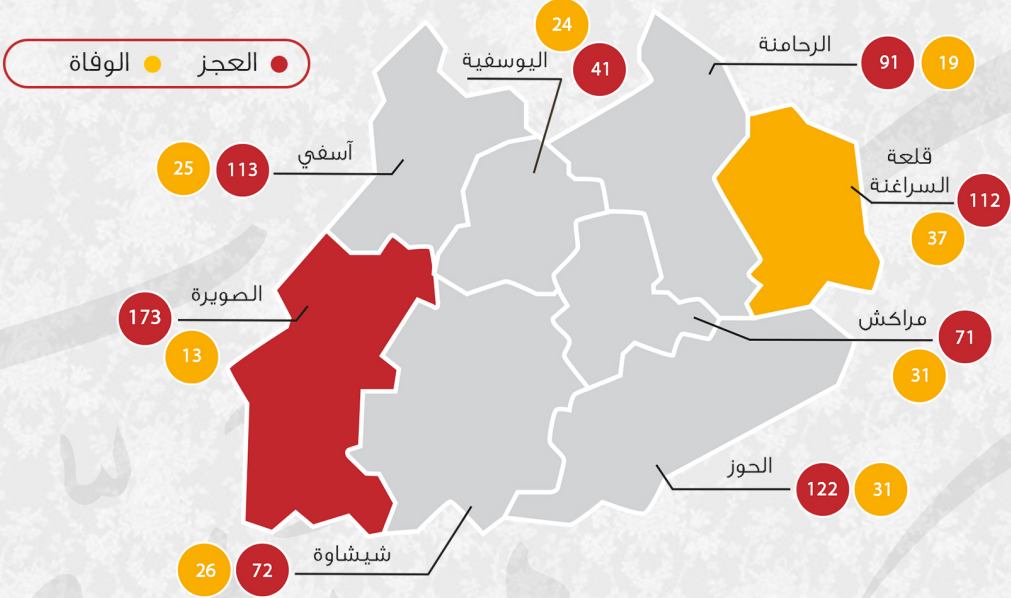 العجز الوفاة
24
اليوسفية
41
الرحامنة
91 19
آسفي
113 25
قلعة
السراغنة
112
37
الصويرة
173
13
مراكش
71
31
الحوز
122 31
شيشاوة
72 26